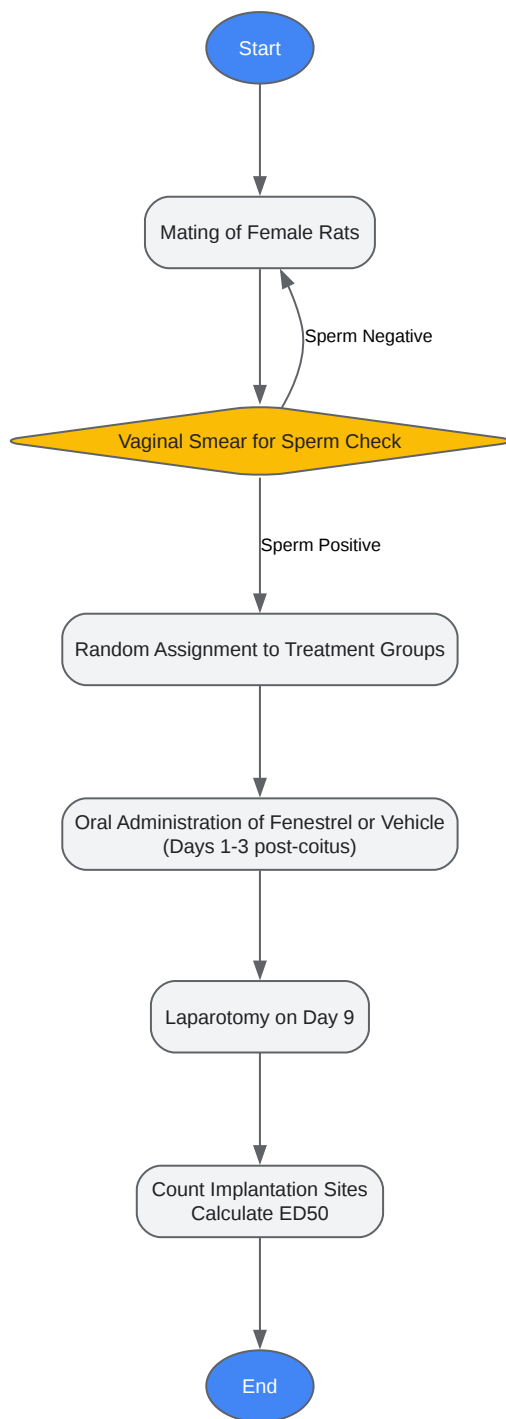 Start
Mating of Female Rats
Sperm Negative
Vaginal Smear for Sperm Check
Sperm Positive
Random Assignment to Treatment Groups
Oral Administration of Fenestrel or Vehicle
(Days 1-3 post-coitus)
Laparotomy on Day 9
Count Implantation Sites
Calculate ED50
End